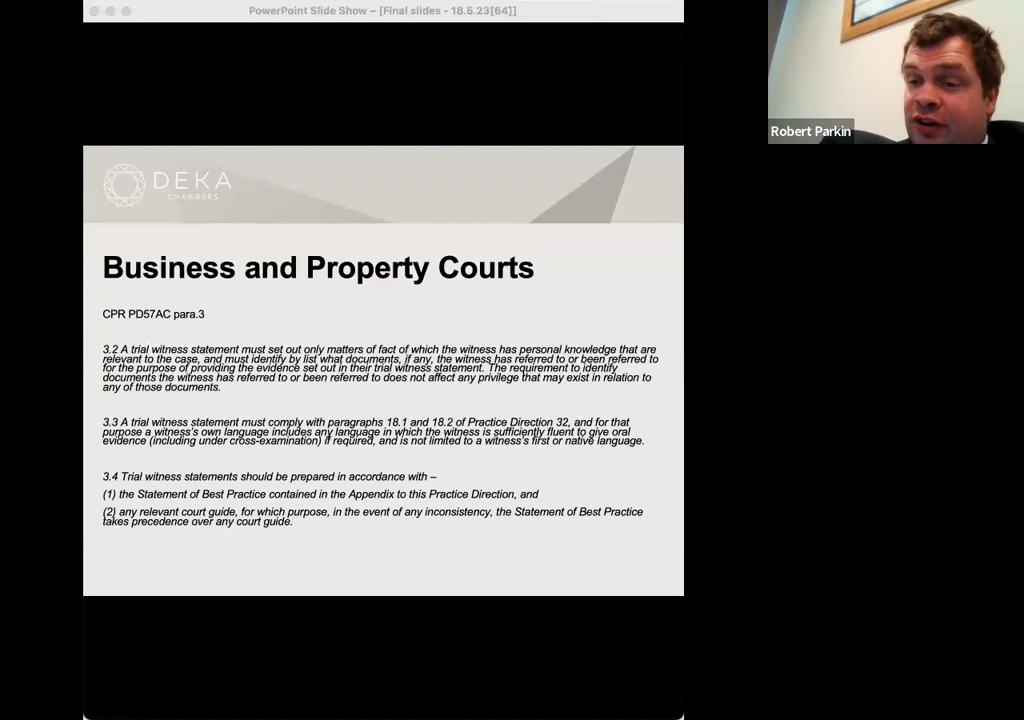 PowerPoint Slide Show – [Final slides - 18.5.23[64]]
Robert Parkin
DEKA
CHAMBERS
Business and Property Courts
CPR PD57AC para.3
3.2 A trial witness statement must set out only matters of fact of which the witness has personal knowledge that are
relevant to the case, and must identify by list what documents, if any, the witness has referred to or been referred to
for the purpose of providing the evidence set out in their trial witness statement. The requirement to identify
documents the witness has referred to or been referred to does not affect any privilege that may exist in relation to
any of those documents.
3.3 A trial witness statement must comply with paragraphs 18.1 and 18.2 of Practice Direction 32, and for that
purpose a witness's own language includes any language in which the witness is sufficiently fluent to give oral
evidence (including under cross-examination) if required, and is not limited to a witness's first or native language.
3.4 Trial witness statements should be prepared in accordance with –
(1) the Statement of Best Practice contained in the Appendix to this Practice Direction, and
(2) any relevant court guide, for which purpose, in the event of any inconsistency, the Statement of Best Practice
takes precedence over any court guide.